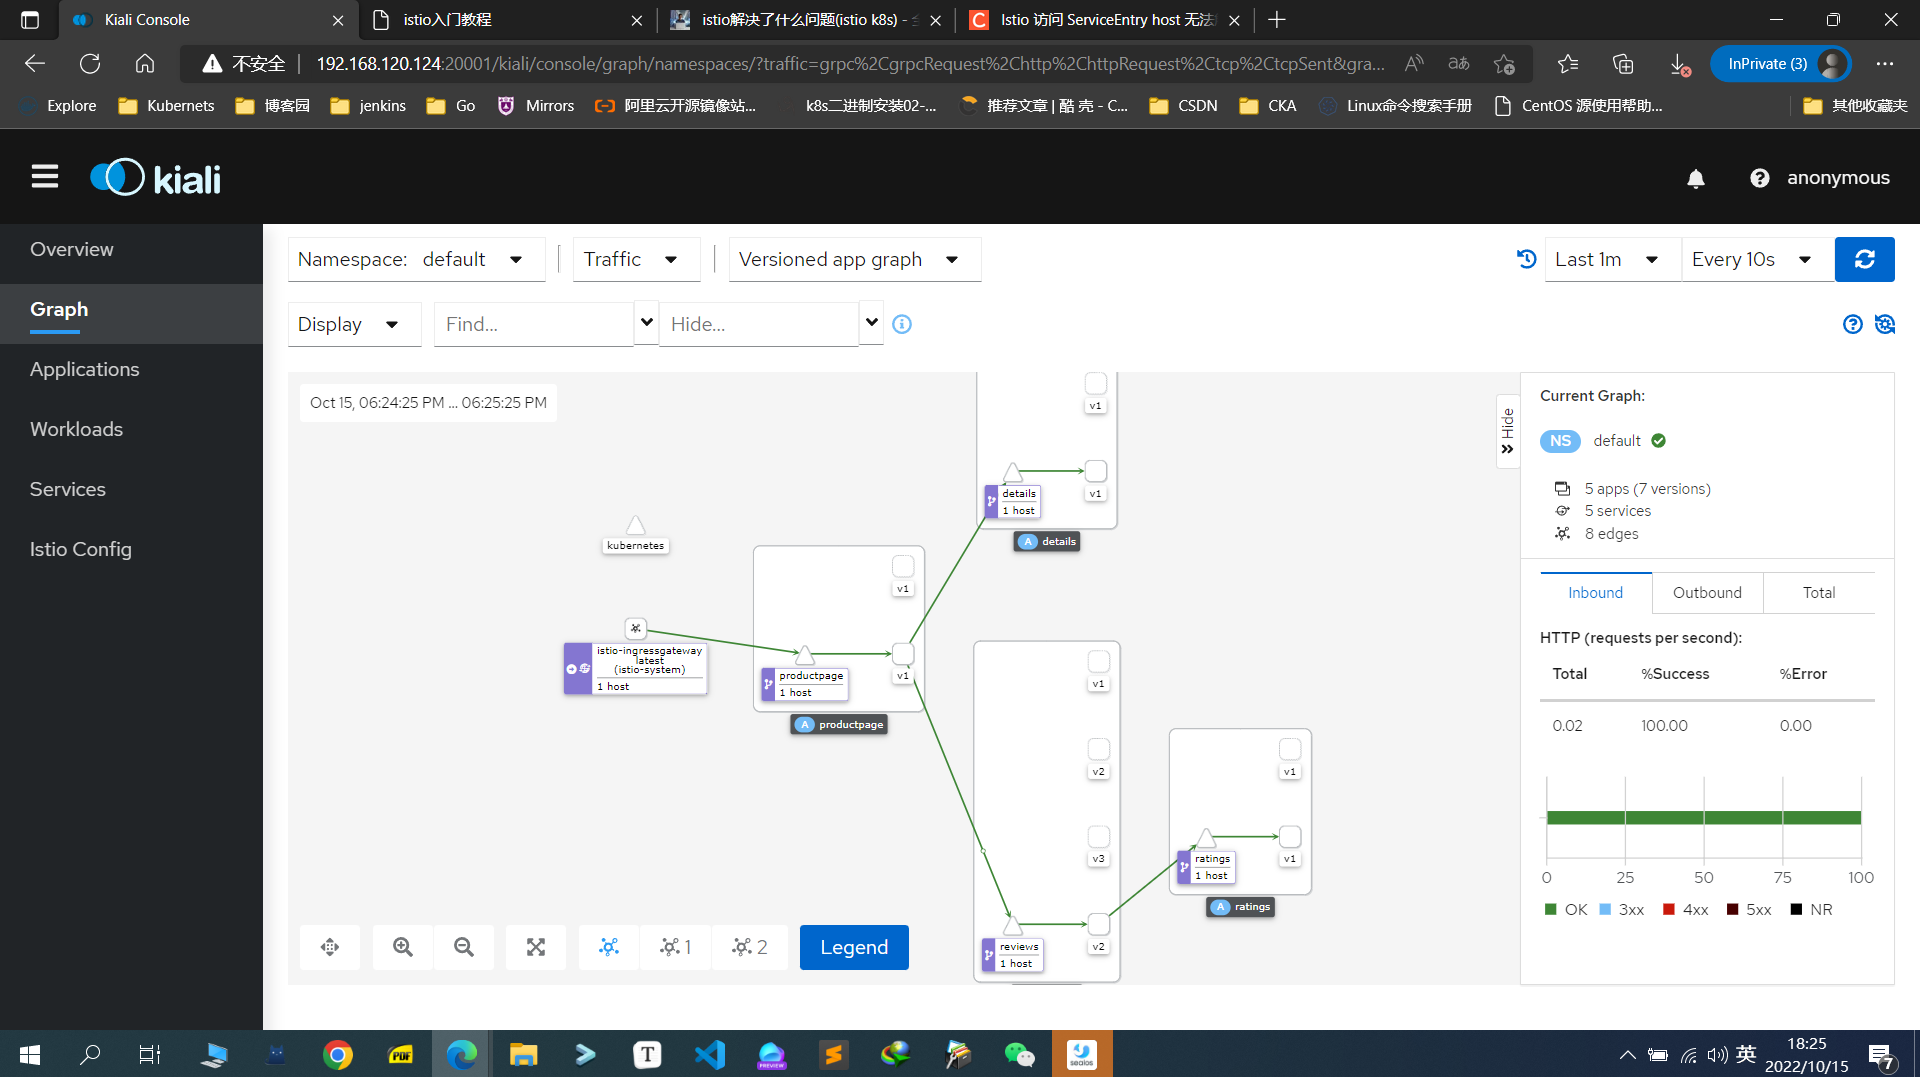 Kiali Console
istio入门教程
istio解决了什么问题(istio k8s) -
Istio 访问 ServiceEntry host 无法
不安全
192.168.120.124:20001/kiali/console/graph/namespaces/?traffic=grpc%2CgrpcRequest%2Chttp%2ChttpRequest%2Ctcp%2CtcpSent&gra...
InPrivate (3)
Explore
Kubernets
博客园
jenkins
Go
Mirrors
阿里云开源镜像站...
k8s二进制安装02-...
推荐文章 | 酷 壳 - C...
CSDN
CKA
Linux命令搜索手册
CentOS 源使用帮助...
其他收藏夹
kiali
anonymous
Overview
Graph
Applications
Workloads
Services
Istio Config
Namespace: default
Traffic
Versioned app graph
Last 1m
Every 10s
Display
Find...
Hide...
Oct 15, 06:24:25 PM ... 06:25:25 PM
v1
v1
details
1 host
A details
kubernetes
v1
istio-ingressgateway
latest
(istio-system)
1 host
productpage
1 host
v1
A productpage
v1
v2
v3
reviews
1 host
v2
v1
ratings
1 host
v1
A ratings
1
2
Legend
Hide
Current Graph:
NS default
5 apps (7 versions)
5 services
8 edges
Inbound
Outbound
Total
HTTP (requests per second):
Total %Success %Error
0.02 100.00 0.00
0 25 50 75 100
OK 3xx 4xx 5xx NR
PDF
T
PREVIEW
sealos
英
18:25
2022/10/15
7